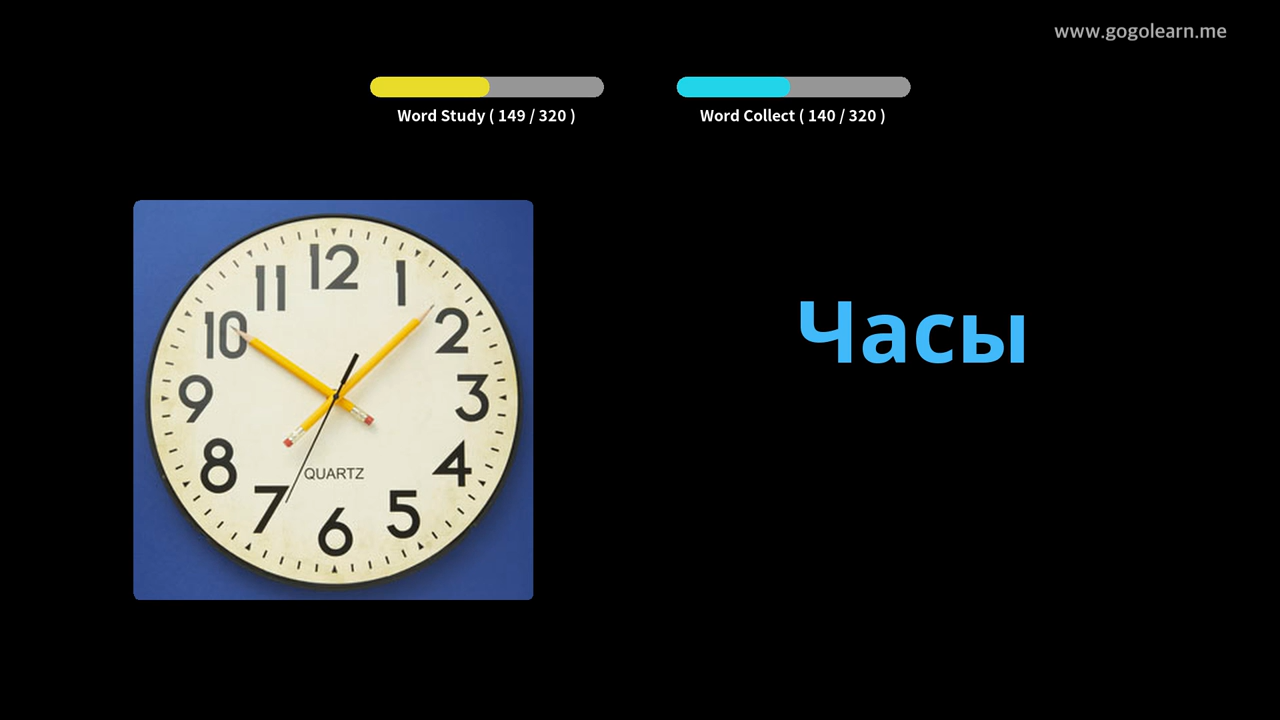 www.gogolearn.me
Word Study ( 149 / 320 )
Word Collect ( 140 / 320 )
12
11
1
10
2
9
3
8
4
7
5
6
QUARTZ
Часы